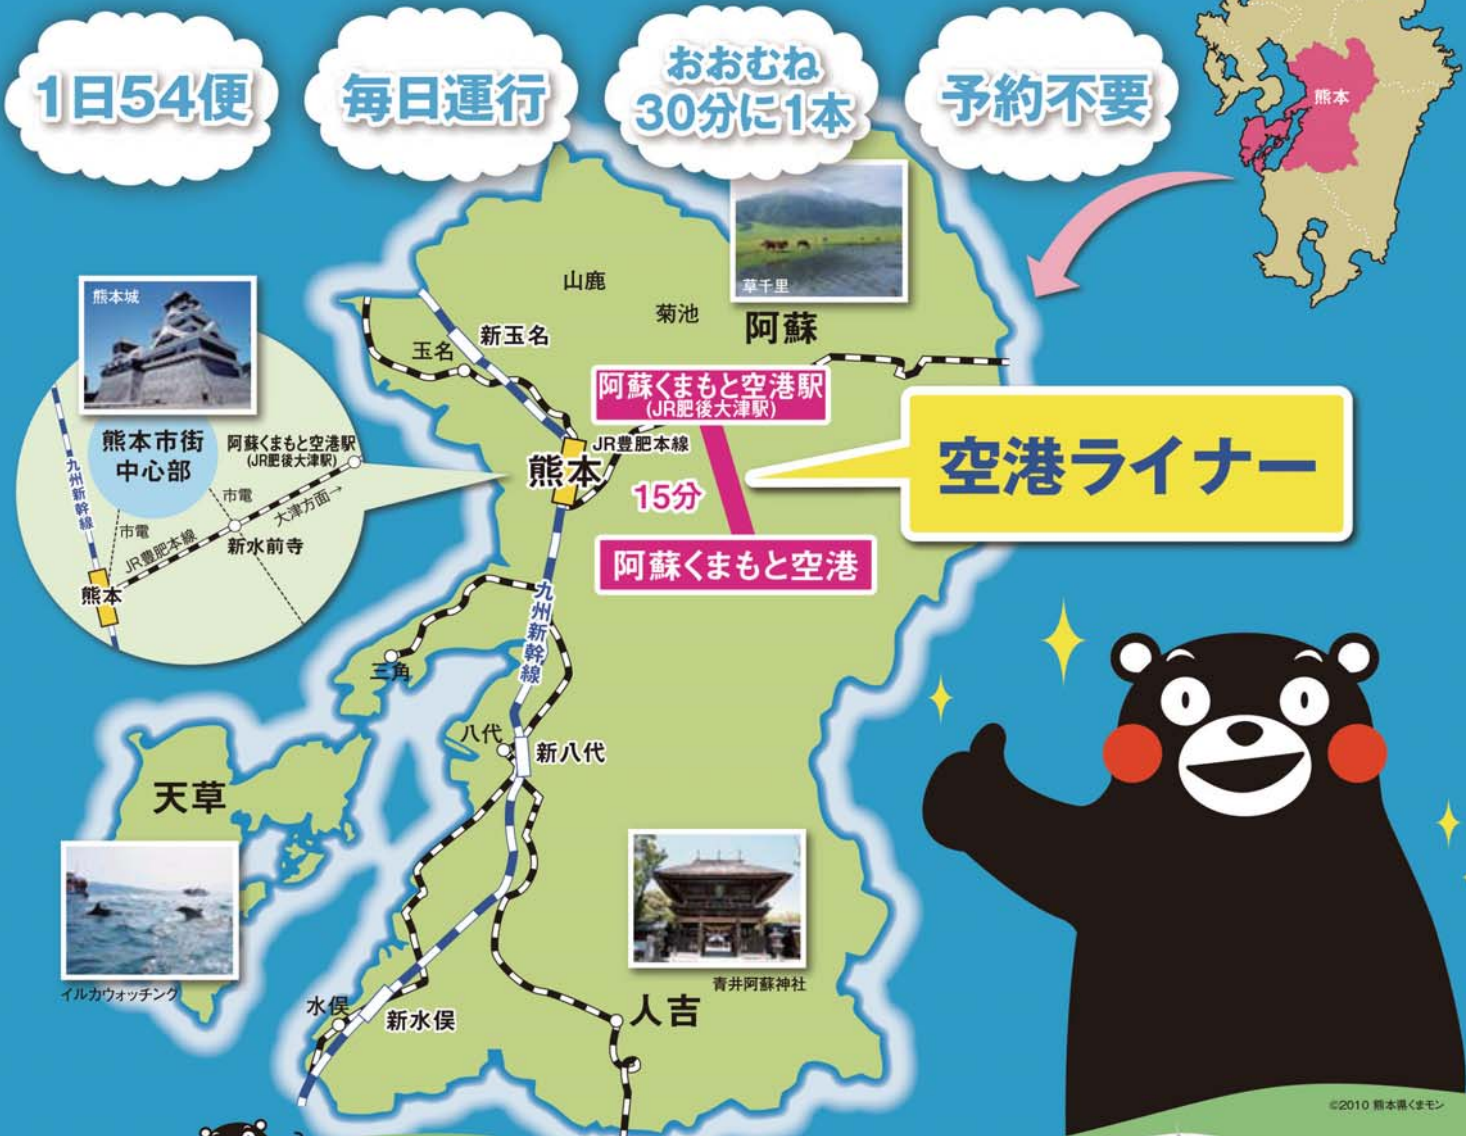 1日54便
毎日運行
おおむね
30分に1本
予約不要
熊本
草千里
山鹿
菊池
阿蘇
新玉名
玉名
熊本城
熊本市街
中心部
阿蘇くまもと空港駅
(JR肥後大津駅)
九州新幹線
市電
市電
大津方面→
JR豊肥本線
新水前寺
熊本
阿蘇くまもと空港駅
(JR肥後大津駅)
JR豊肥本線
熊本
15分
空港ライナー
阿蘇くまもと空港
九州新幹線
三角
八代
新八代
天草
イルカウォッチング
青井阿蘇神社
人吉
水俣
新水俣
©2010 熊本県くまモン